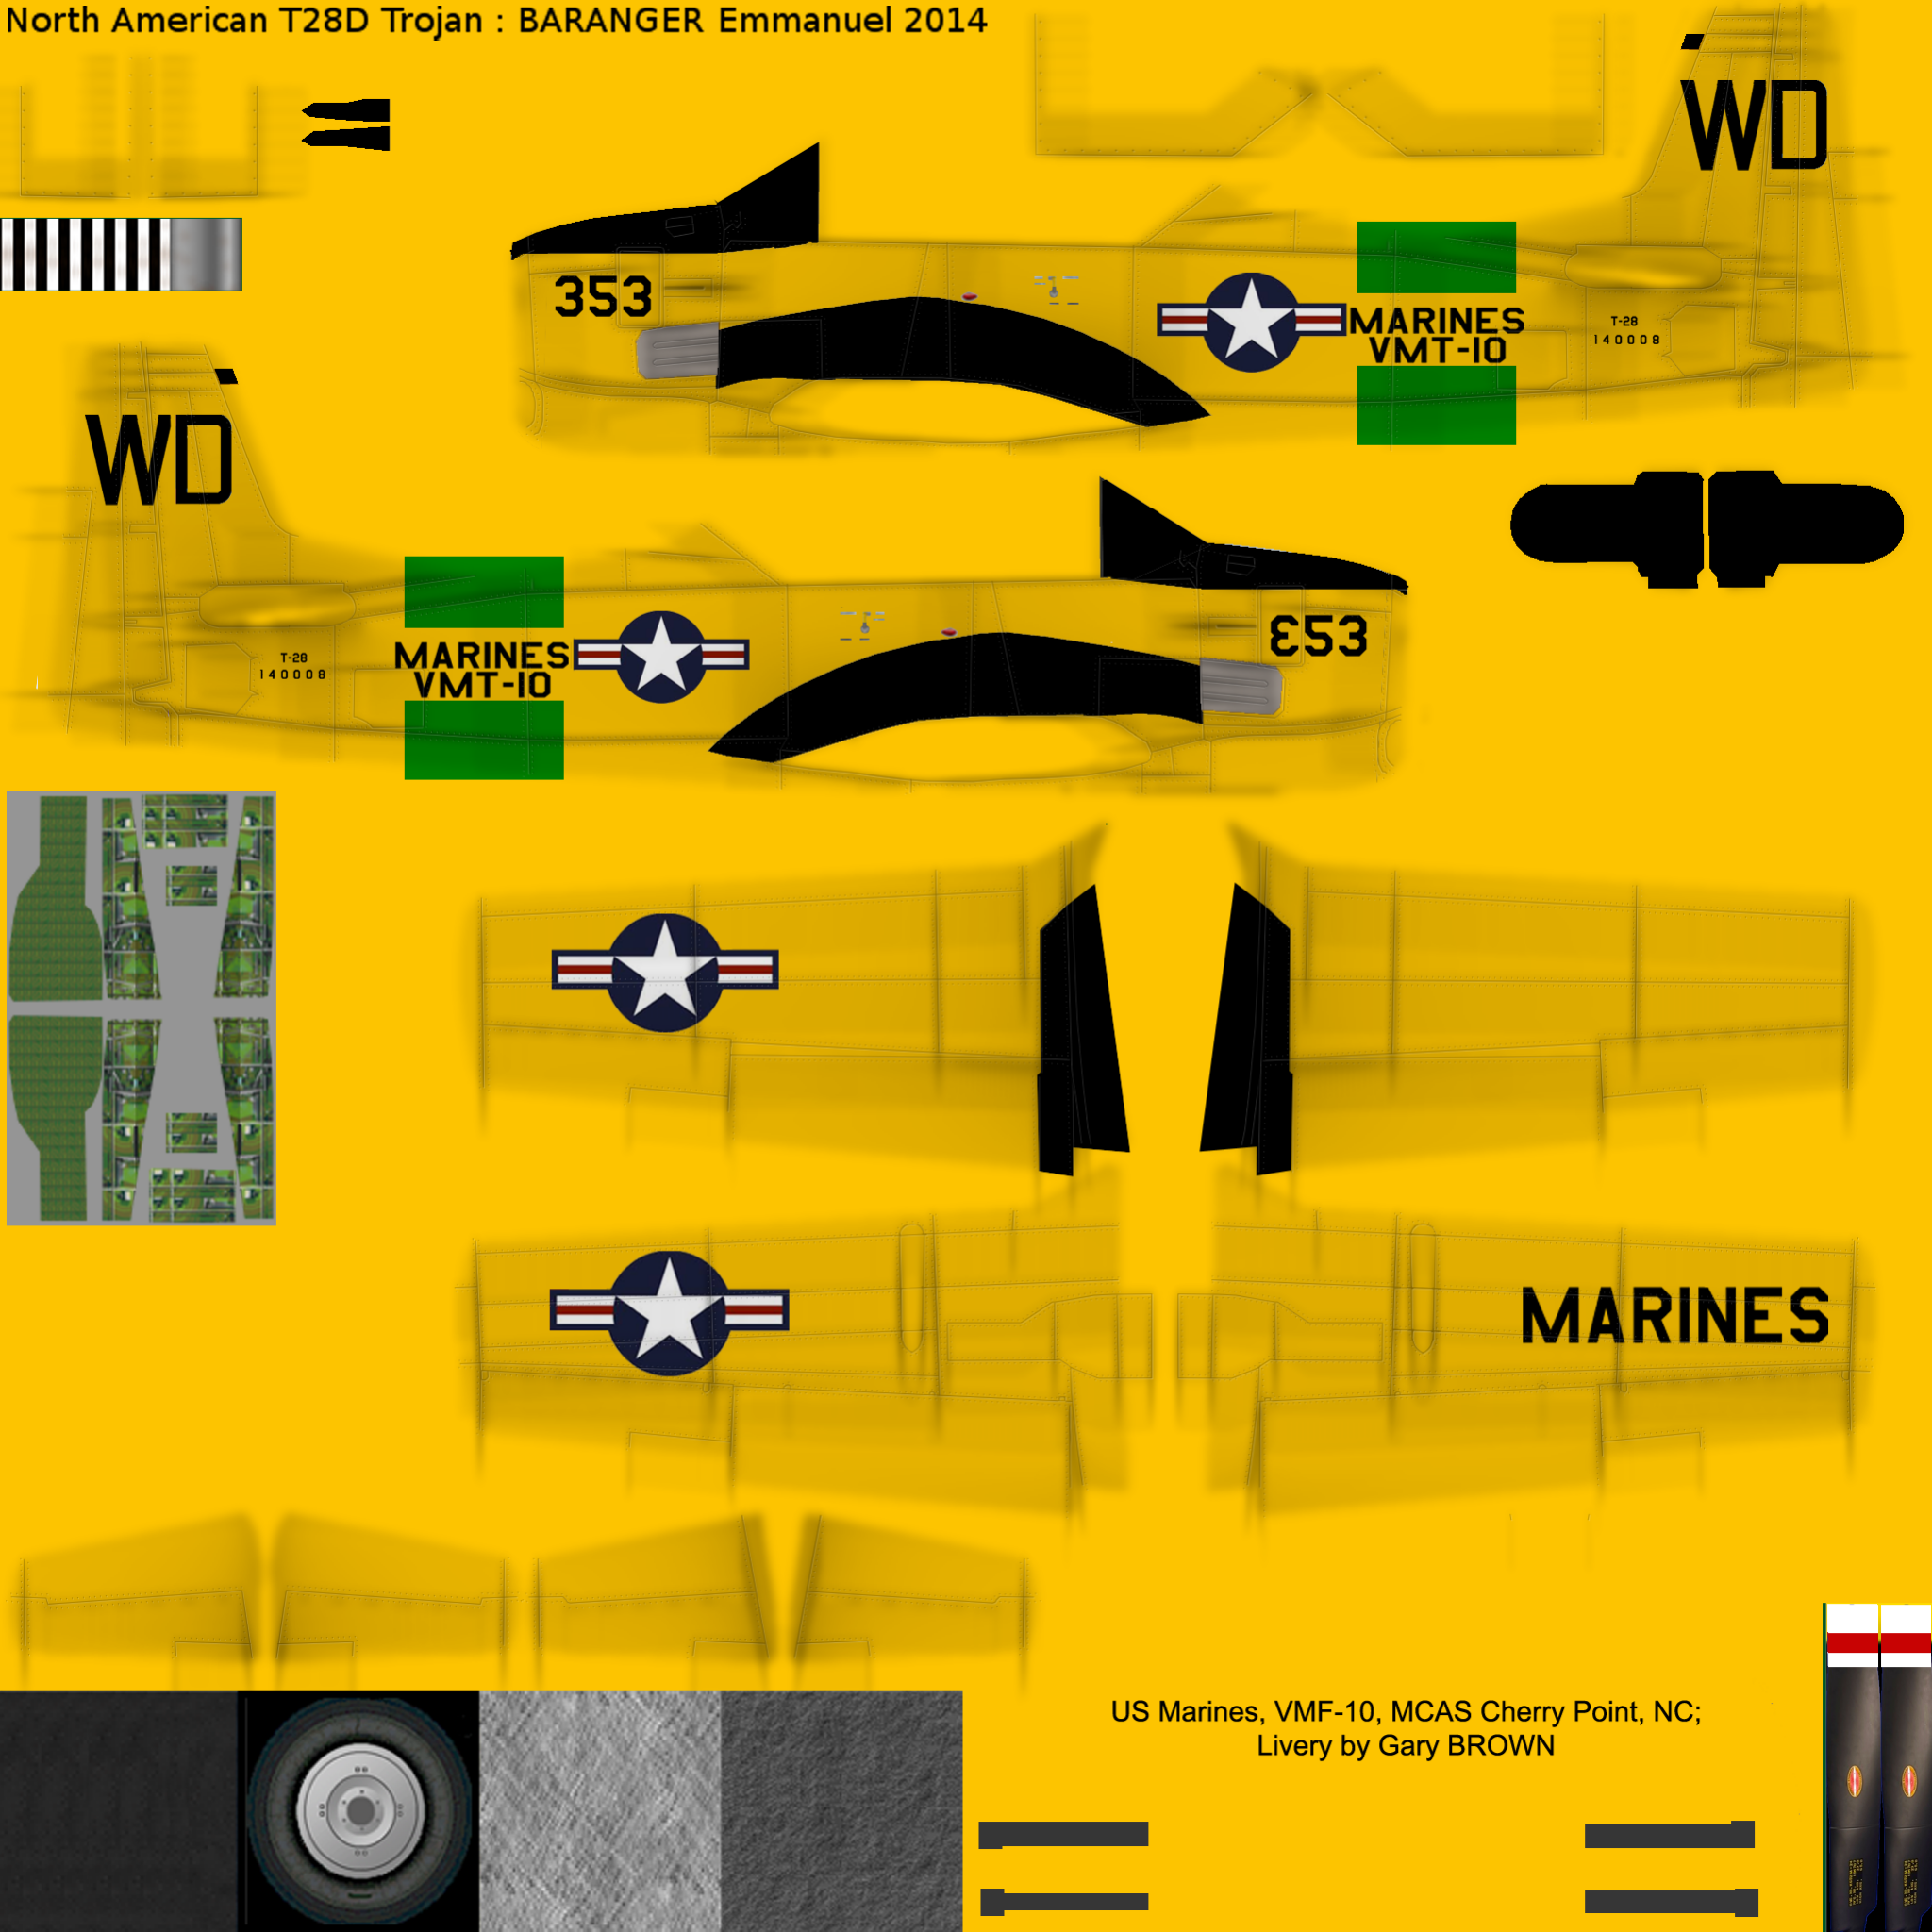 North American T28D Trojan : BARANGER Emmanuel 2014
WD
353
MARINES
VMT-10
T-28
140008
WD
MARINES
VMT-10
T-28
140008
353
MARINES
US Marines, VMF-10, MCAS Cherry Point, NC;
Livery by Gary BROWN